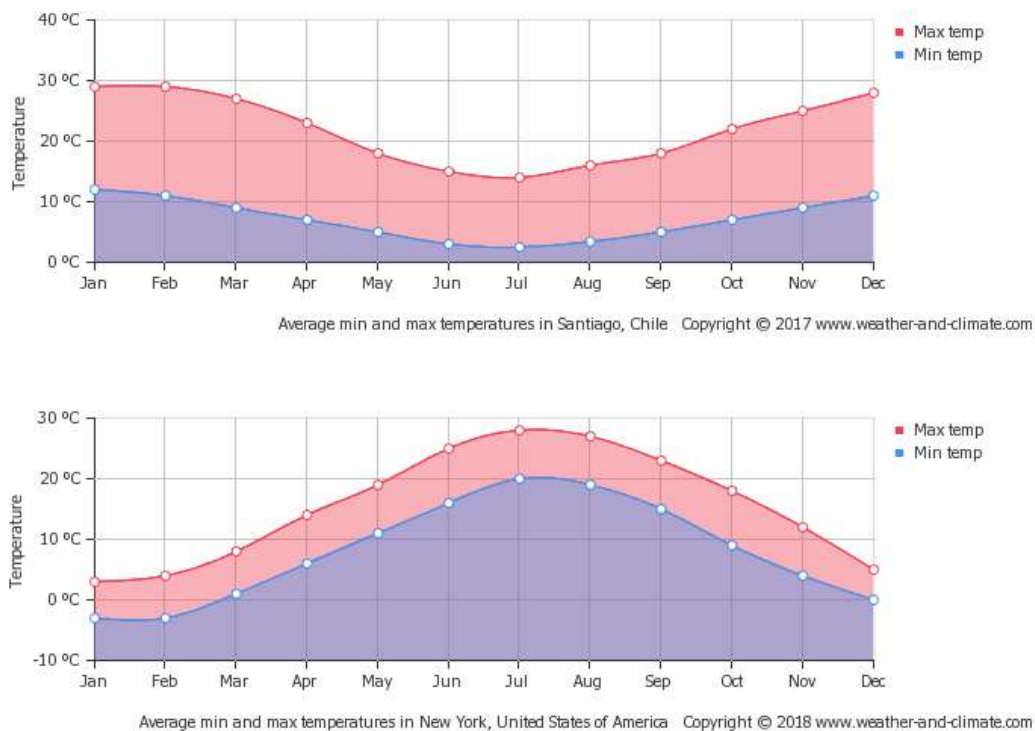 40 ºC
30 ºC
20 ºC
10 ºC
0 ºC
Temperature
Jan Feb Mar Apr May Jun Jul Aug Sep Oct Nov Dec
Max temp
Min temp
Average min and max temperatures in Santiago, Chile Copyright © 2017 www.weather-and-climate.com
30 ºC
20 ºC
10 ºC
0 ºC
-10 ºC
Temperature
Jan Feb Mar Apr May Jun Jul Aug Sep Oct Nov Dec
Max temp
Min temp
Average min and max temperatures in New York, United States of America Copyright © 2018 www.weather-and-climate.com